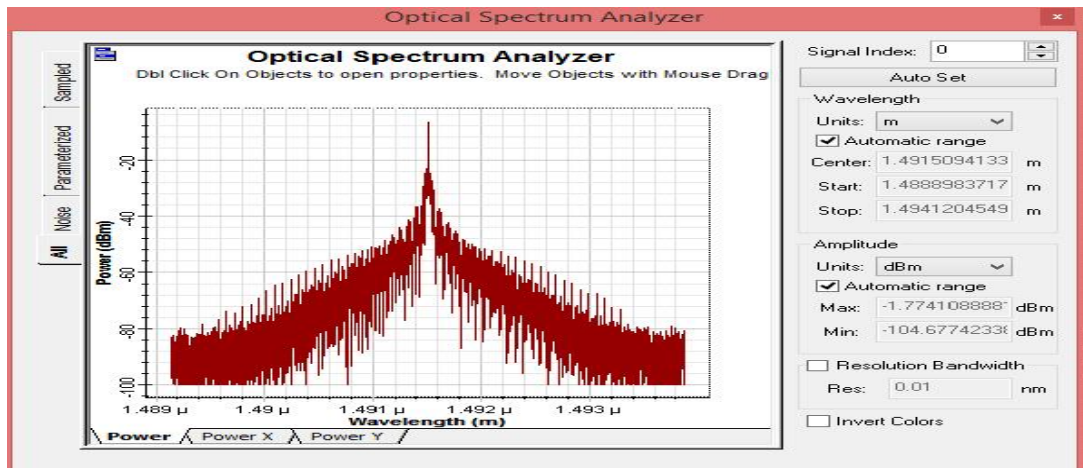 Optical Spectrum Analyzer
×
Optical Spectrum Analyzer
Dbl Click On Objects to open properties. Move Objects with Mouse Drag
Sampled
Parameterized
Noise
All
Power (dBm)
-20
-40
-60
-80
-100
1.489 µ 1.49 µ 1.491 µ 1.492 µ 1.493 µ
Wavelength (m)
Power Power X Power Y
Signal Index: 0
Auto Set
Wavelength
Units: m
Automatic range
Center: 1.4915094133 m
Start: 1.4888983717 m
Stop: 1.4941204549 m
Amplitude
Units: dBm
Automatic range
Max: -1.774108888 dBm
Min: -104.6774233 dBm
Resolution Bandwidth
Res: 0.01 nm
Invert Colors